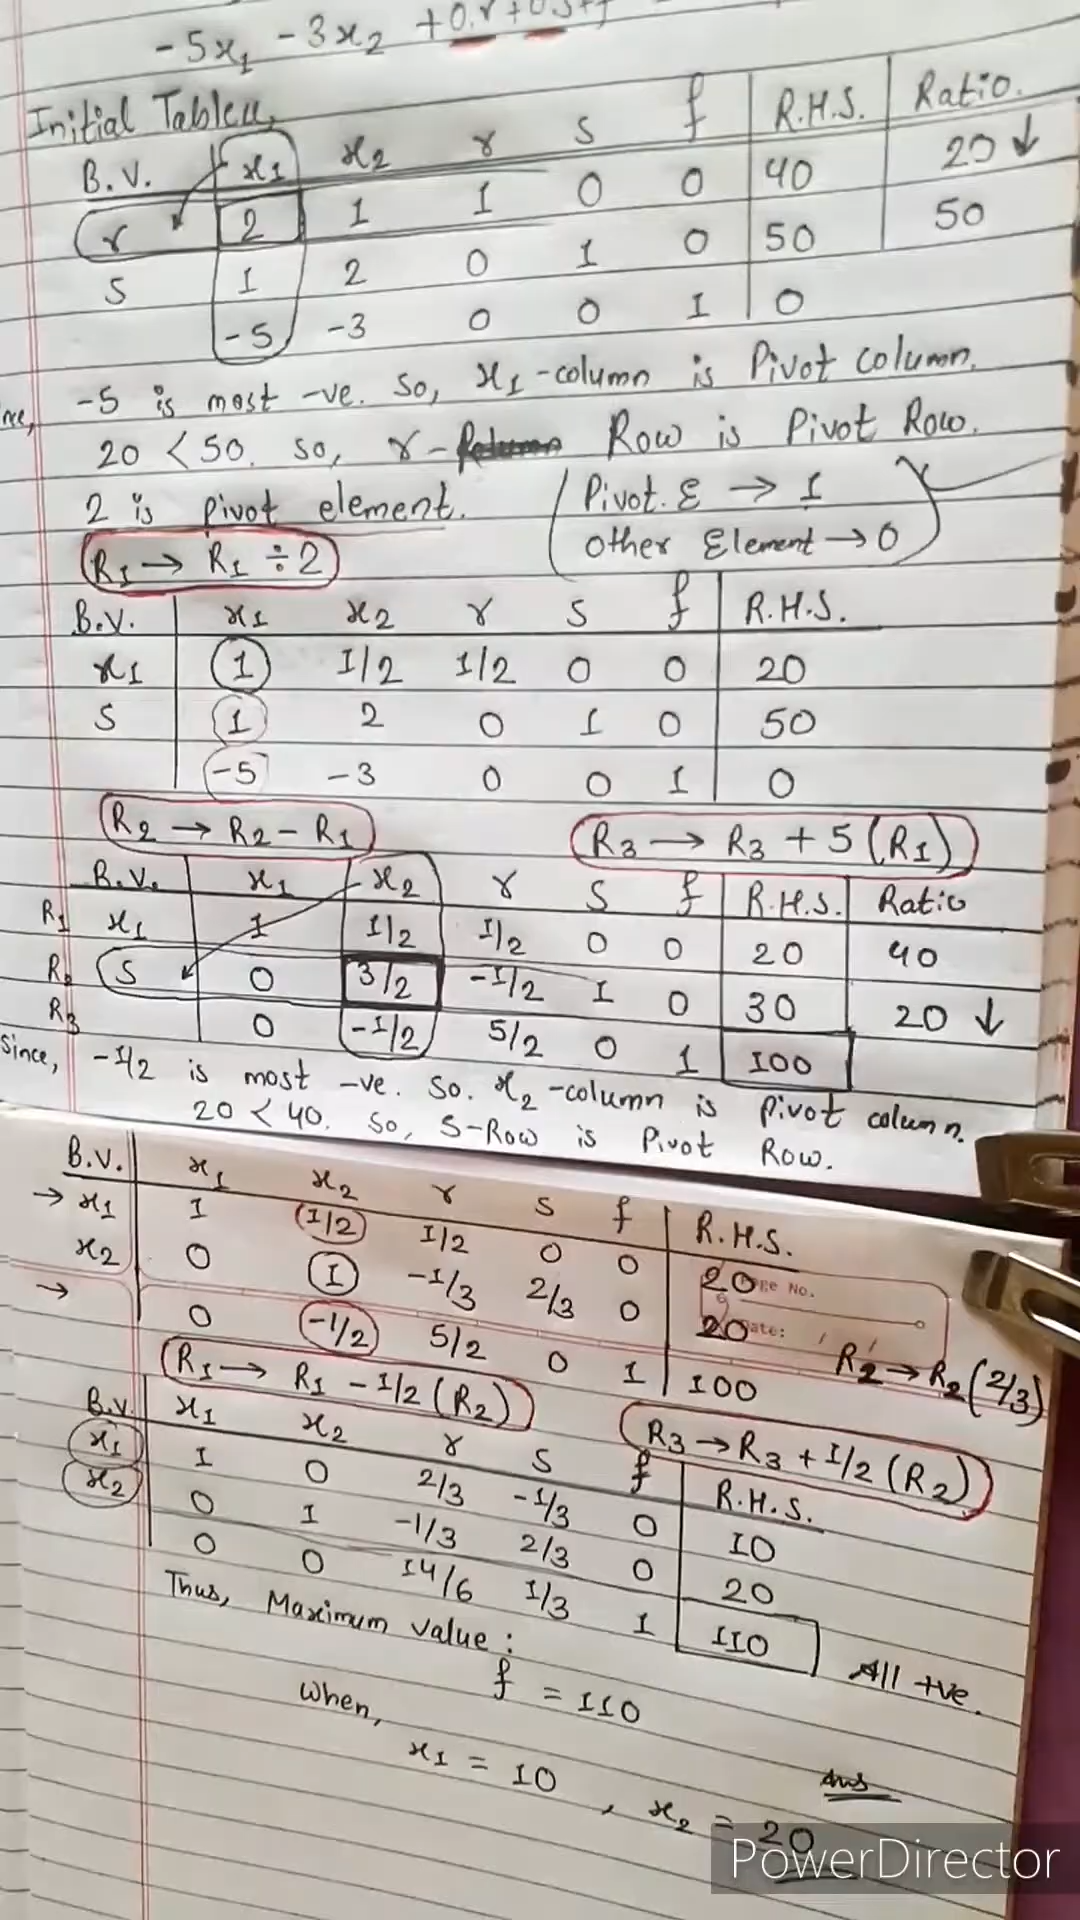 -5x₁ -3x₂ +0.r+0.s+f
Initial Tableu,
B.V. x₁ x₂ r s f R.H.S. Ratio.
r 2 1 1 0 0 40 20 ↓
s 1 2 0 1 0 50 50
-5 -3 0 0 1 0
-5 is most -ve. So, x₁-column is Pivot column.
20 < 50. so, r- Row is Pivot Row.
2 is pivot element.
(Pivot. E → 1
other Element → 0)
R₁ → R₁ ÷ 2
B.V. x₁ x₂ r s f R.H.S.
x₁ 1 1/2 1/2 0 0 20
s 1 2 0 1 0 50
-5 -3 0 0 1 0
R₂ → R₂ - R₁ R₃ → R₃ + 5 (R₁)
B.V. x₁ x₂ r s f R.H.S. Ratio
R₁ x₁ 1 1/2 1/2 0 0 20 40
R₂ s 0 3/2 -1/2 1 0 30 20 ↓
R₃ 0 -1/2 5/2 0 1 100
Since, -1/2 is most -ve. So. x₂-column is pivot column.
20 < 40. So, S-Row is Pivot Row.
B.V. x₁ x₂ r s f R.H.S.
→ x₁ 1 1/2 1/2 0 0 20
x₂ 0 1 -1/3 2/3 0 20
→ 0 -1/2 5/2 0 1 100
Page No.
Date:
R₂ → R₂ (2/3)
R₁ → R₁ - 1/2 (R₂) R₃ → R₃ + 1/2 (R₂)
B.V. x₁ x₂ r s f R.H.S.
x₁ 1 0 2/3 -1/3 0 10
x₂ 0 1 -1/3 2/3 0 20
0 0 14/6 1/3 1 110 All +ve.
Thus, Maximum value :
f = 110
when,
x₁ = 10 , x₂ = 20
Ans
PowerDirector